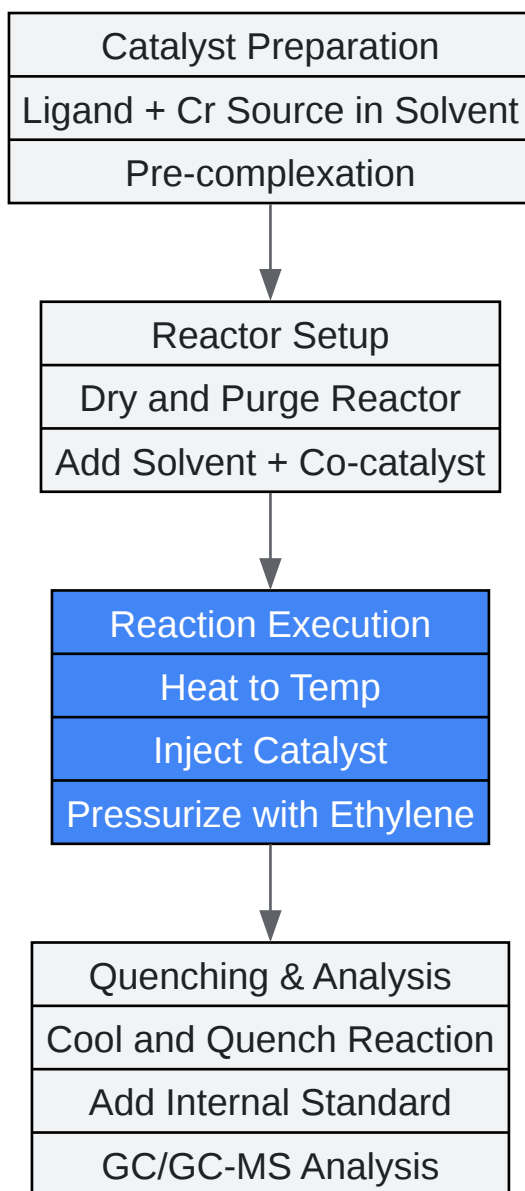 Catalyst Preparation
Ligand + Cr Source in Solvent
Pre-complexation
Reactor Setup
Dry and Purge Reactor
Add Solvent + Co-catalyst
Reaction Execution
Heat to Temp
Inject Catalyst
Pressurize with Ethylene
Quenching & Analysis
Cool and Quench Reaction
Add Internal Standard
GC/GC-MS Analysis